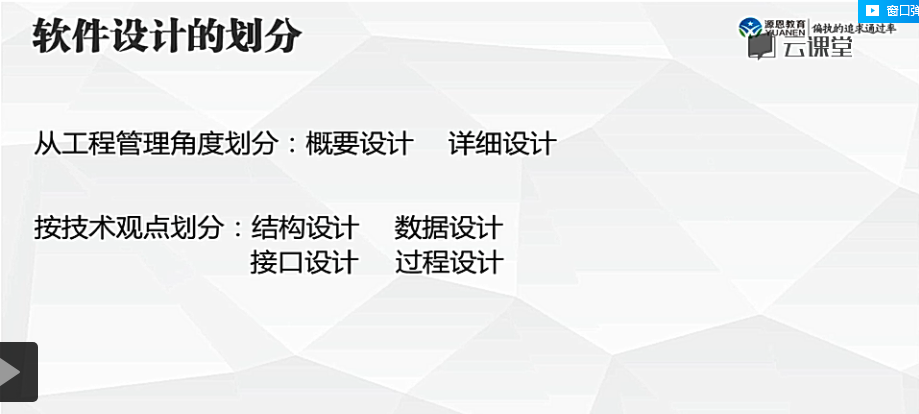 窗口弹
软件设计的划分
源恩教育
YUANEN
偏执的追求通过率
云课堂
从工程管理角度划分：概要设计 详细设计
按技术观点划分：结构设计 数据设计
接口设计 过程设计